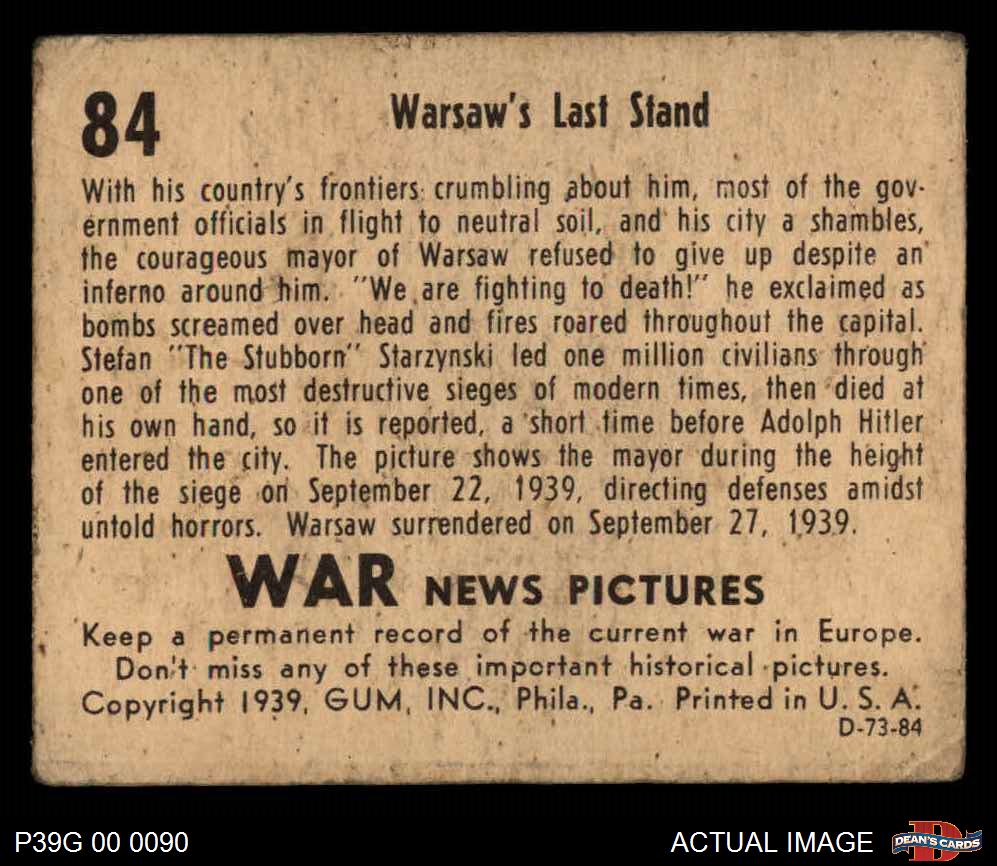 84
Warsaw's Last Stand
With his country's frontiers crumbling about him, most of the gov-
ernment officials in flight to neutral soil, and his city a shambles,
the courageous mayor of Warsaw refused to give up despite an
inferno around him. "We are fighting to death!" he exclaimed as
bombs screamed over head and fires roared throughout the capital.
Stefan "The Stubborn" Starzynski led one million civilians through
one of the most destructive sieges of modern times, then died at
his own hand, so it is reported, a short time before Adolph Hitler
entered the city. The picture shows the mayor during the height
of the siege on September 22, 1939, directing defenses amidst
untold horrors. Warsaw surrendered on September 27, 1939.
WAR NEWS PICTURES
Keep a permanent record of the current war in Europe.
Don't miss any of these important historical pictures.
Copyright 1939, GUM, INC., Phila., Pa. Printed in U. S. A.
D-73-84
P39G 00 0090
ACTUAL IMAGE
DEAN'S CARDS